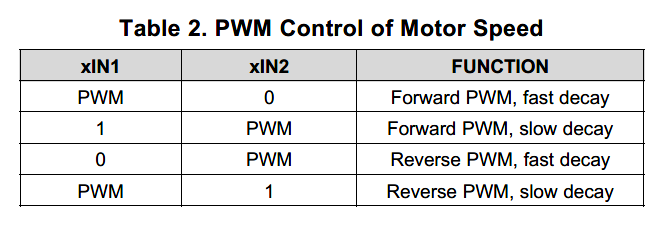 Table 2. PWM Control of Motor Speed
xIN1 xIN2 FUNCTION
PWM 0 Forward PWM, fast decay
1 PWM Forward PWM, slow decay
0 PWM Reverse PWM, fast decay
PWM 1 Reverse PWM, slow decay